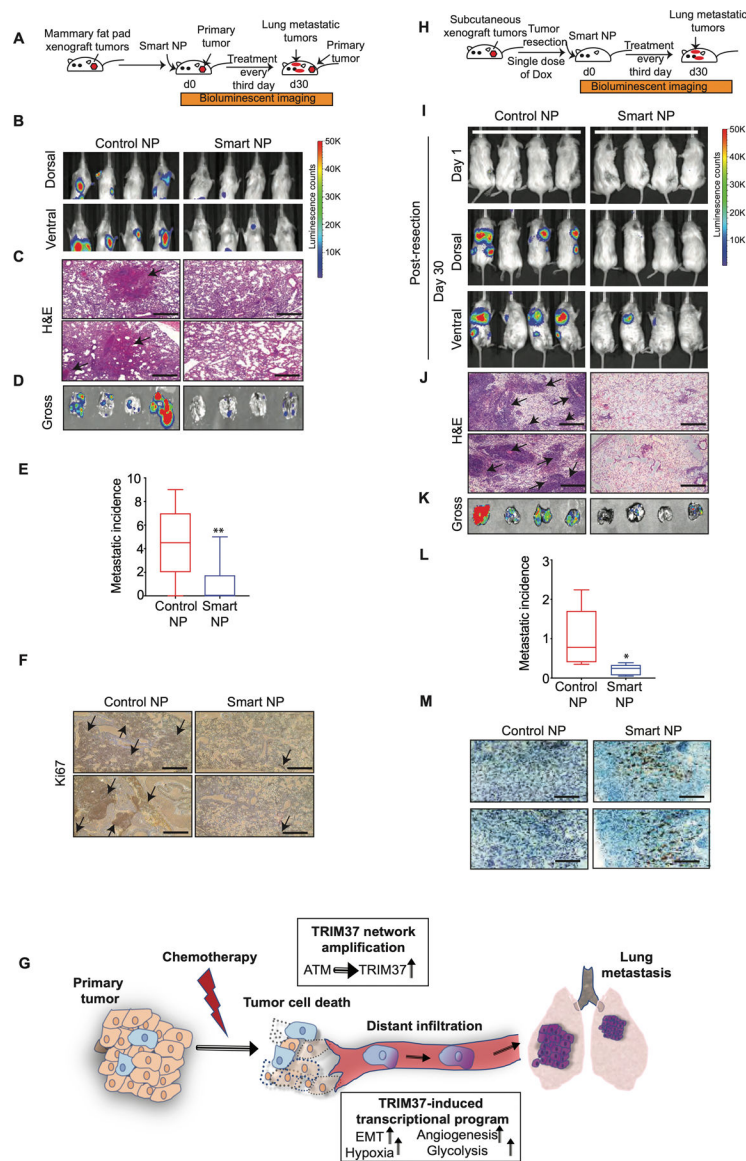 A
Mammary fat pad
xenograft tumors
Smart NP
Primary
tumor
Treatment
every
third day
Lung metastatic
tumors
Primary
tumor
d0
d30
Bioluminescent imaging
B
Control NP
Smart NP
Dorsal
Ventral
50K
40K
30K
20K
10K
Luminescence counts
C
H&E
D
Gross
E
Metastatic incidence
10
8
6
4
2
0
**
Control
NP
Smart
NP
F
Control NP
Smart NP
Ki67
H
Subcutaneous
xenograft tumors
Tumor
resection
Single dose
of Dox
Smart NP
Treatment
every
third day
Lung metastatic
tumors
d0
d30
Bioluminescent imaging
I
Control NP
Smart NP
Post-resection
Day 1
Day 30
Dorsal
Ventral
50K
40K
30K
20K
10K
Luminescence counts
J
H&E
K
Gross
L
Metastatic incidence
3
2
1
0
*
Control
NP
Smart
NP
M
Control NP
Smart NP
G
Primary
tumor
Chemotherapy
Tumor cell death
TRIM37 network
amplification
ATM TRIM37
Distant infiltration
TRIM37-induced
transcriptional program
EMT Angiogenesis
Hypoxia Glycolysis
Lung
metastasis